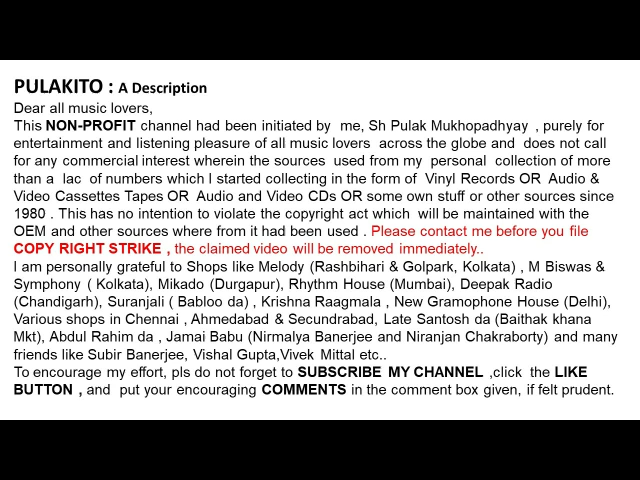 PULAKITO : A Description
Dear all music lovers,
This NON-PROFIT channel had been initiated by me, Sh Pulak Mukhopadhyay , purely for
entertainment and listening pleasure of all music lovers across the globe and does not call
for any commercial interest wherein the sources used from my personal collection of more
than a lac of numbers which I started collecting in the form of Vinyl Records OR Audio &
Video Cassettes Tapes OR Audio and Video CDs OR some own stuff or other sources since
1980 . This has no intention to violate the copyright act which will be maintained with the
OEM and other sources where from it had been used . Please contact me before you file
COPY RIGHT STRIKE , the claimed video will be removed immediately..
I am personally grateful to Shops like Melody (Rashbihari & Golpark, Kolkata) , M Biswas &
Symphony ( Kolkata), Mikado (Durgapur), Rhythm House (Mumbai), Deepak Radio
(Chandigarh), Suranjali ( Babloo da) , Krishna Raagmala , New Gramophone House (Delhi),
Various shops in Chennai , Ahmedabad & Secundrabad, Late Santosh da (Baithak khana
Mkt), Abdul Rahim da , Jamai Babu (Nirmalya Banerjee and Niranjan Chakraborty) and many
friends like Subir Banerjee, Vishal Gupta,Vivek Mittal etc..
To encourage my effort, pls do not forget to SUBSCRIBE MY CHANNEL ,click the LIKE
BUTTON , and put your encouraging COMMENTS in the comment box given, if felt prudent.